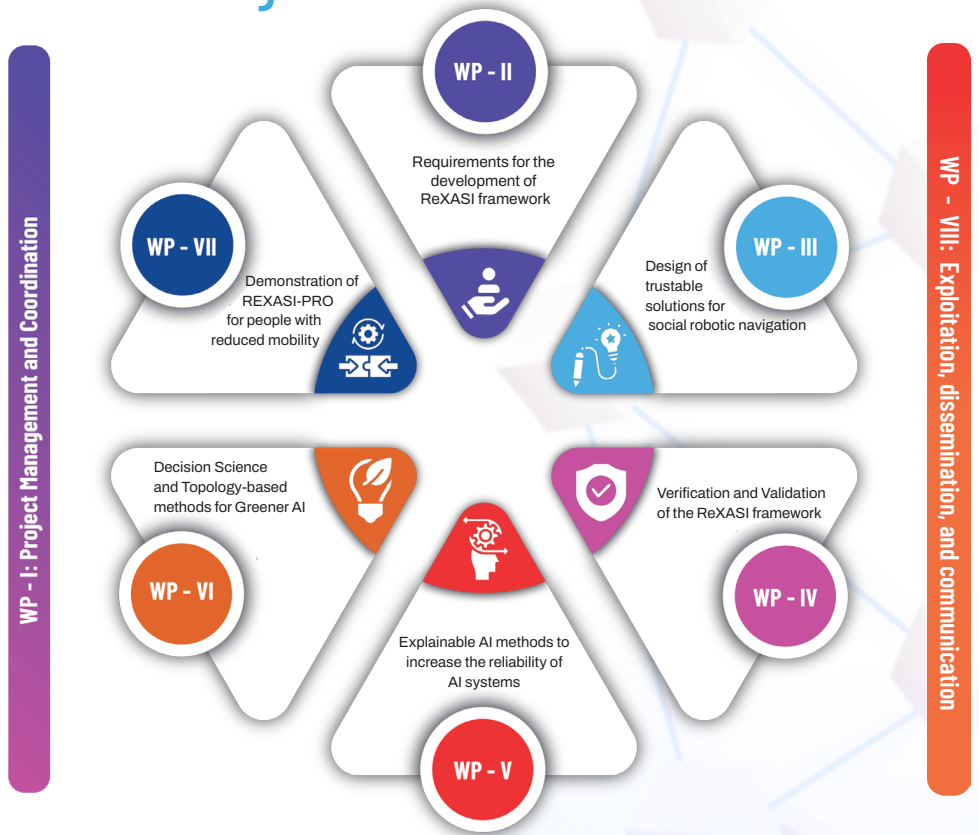 WP - I: Project Management and Coordination
WP - II
Requirements for the
development of
ReXASI framework
WP - III
Design of
trustable
solutions for
social robotic navigation
WP - IV
Verification and Validation
of the ReXASI framework
WP - V
Explainable AI methods to
increase the reliability of
AI systems
WP - VI
Decision Science
and Topology-based
methods for Greener AI
WP - VII
Demonstration of
REXASI-PRO
for people with
reduced mobility
WP - VIII: Exploitation, dissemination, and communication